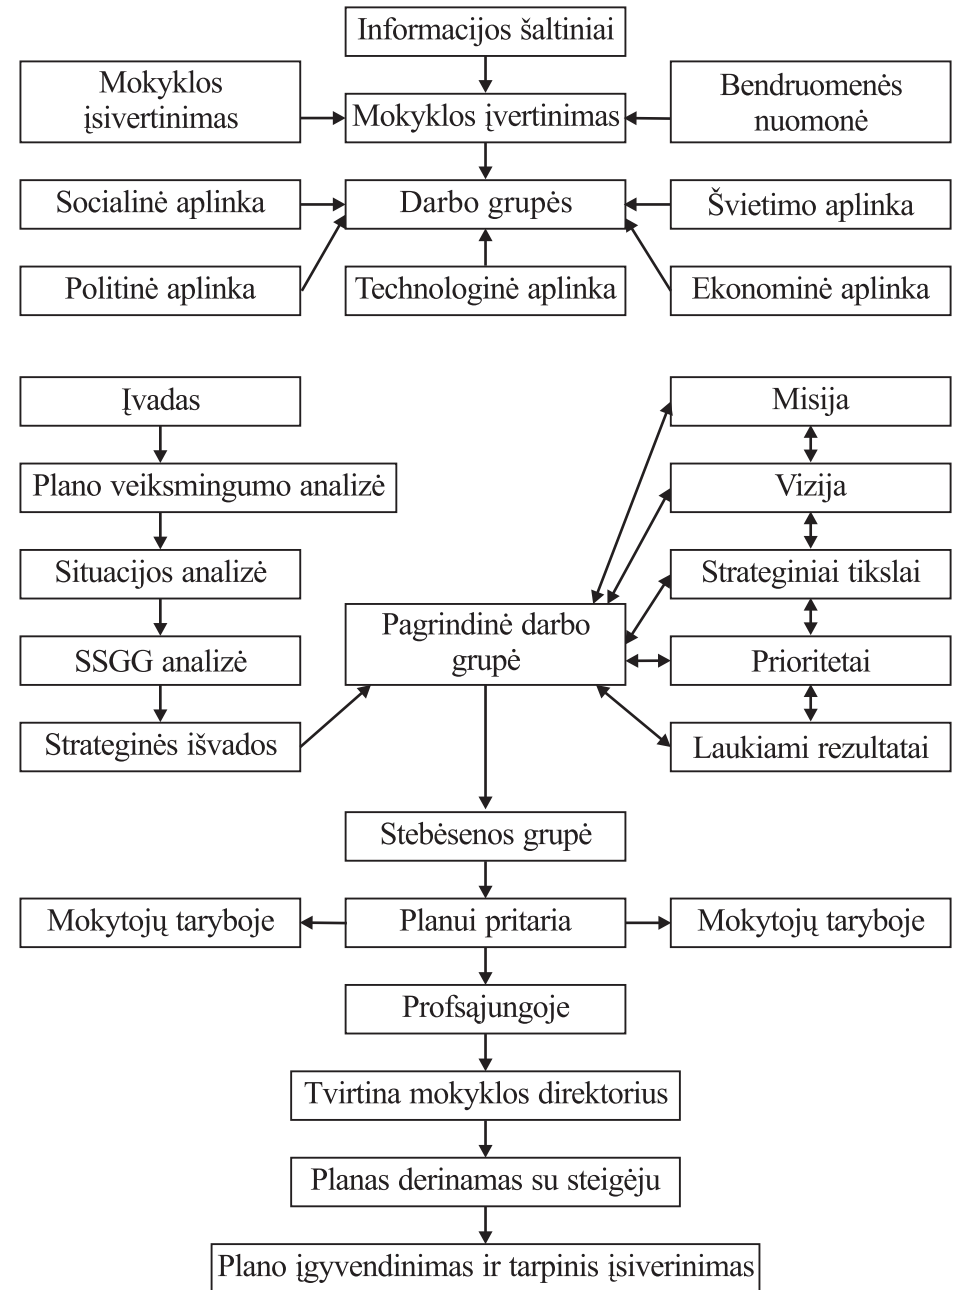 Informacijos šaltiniai
Mokyklos
įsivertinimas
Mokyklos įvertinimas
Bendruomenės
nuomonė
Socialinė aplinka
Darbo grupės
Švietimo aplinka
Politinė aplinka
Technologinė aplinka
Ekonominė aplinka
Įvadas
Plano veiksmingumo analizė
Situacijos analizė
SSGG analizė
Strateginės išvados
Pagrindinė darbo
grupė
Misija
Vizija
Strateginiai tikslai
Prioritetai
Laukiami rezultatai
Stebėsenos grupė
Mokytojų taryboje
Planui pritaria
Mokytojų taryboje
Profsąjungoje
Tvirtina mokyklos direktorius
Planas derinamas su steigėju
Plano įgyvendinimas ir tarpinis įsiverinimas